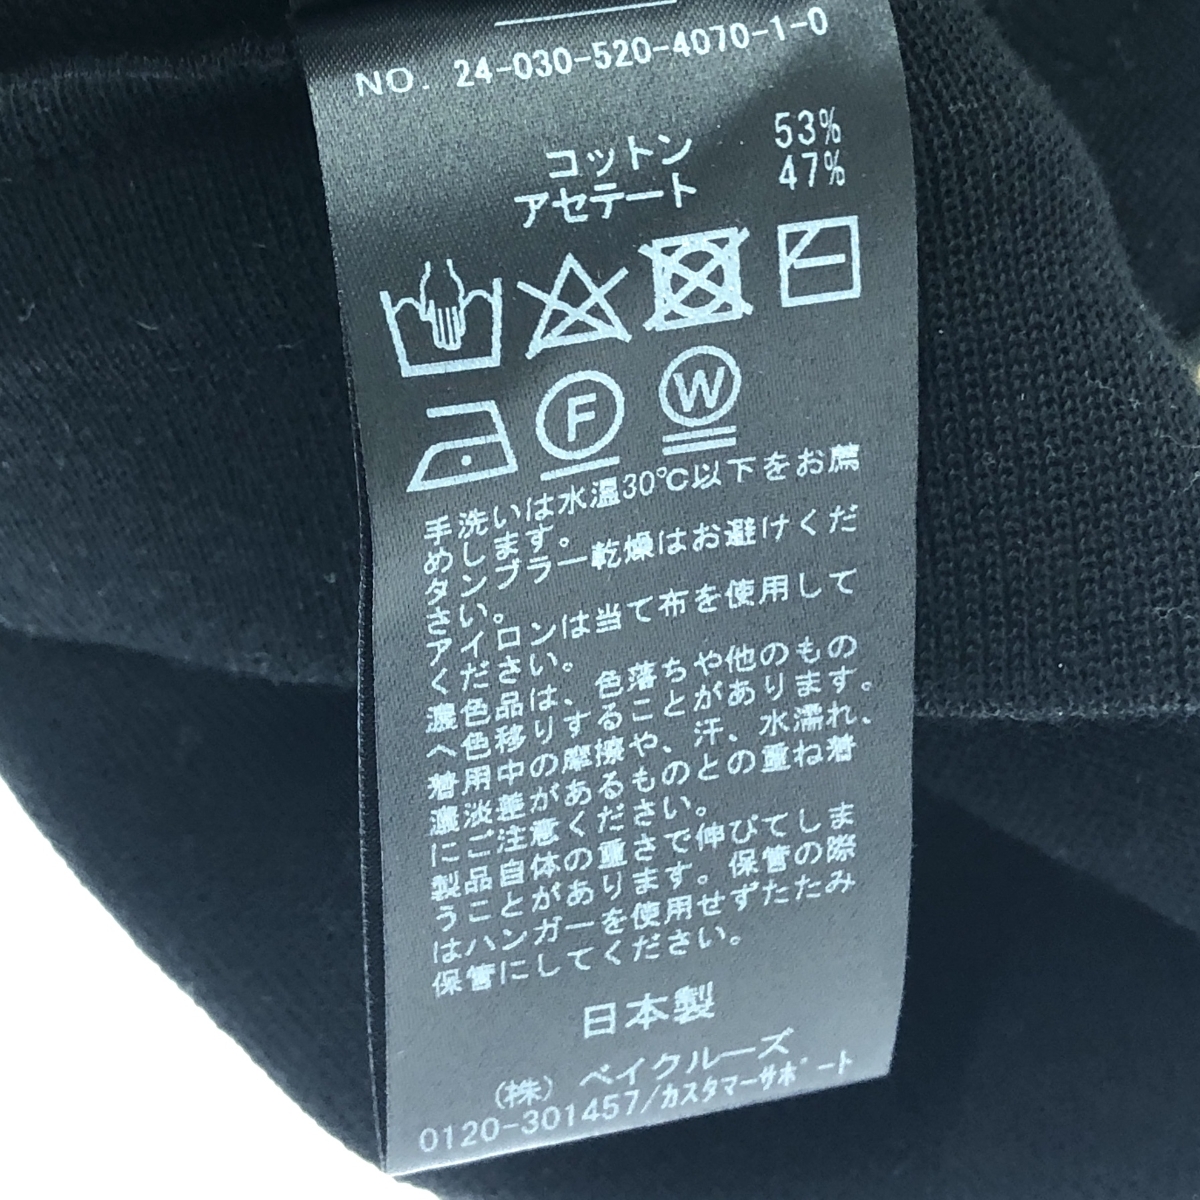 NO. 24-030-520-4070-1-0
コットン 53%
アセテート 47%
F
W
手洗いは水温30℃以下をお薦
めします。
タンブラー乾燥はお避けくだ
さい。
アイロンは当て布を使用して
ください。
濃色品は、色落ちや他のもの
へ色移りすることがあります。
着用中の摩擦や、汗、水濡れ、
濃淡差があるものとの重ね着
にご注意ください。
製品自体の重さで伸びてしま
うことがあります。保管の際
はハンガーを使用せずたたみ
保管にしてください。
日本製
(株) ベイクルーズ
0120-301457/カスタマーサポート